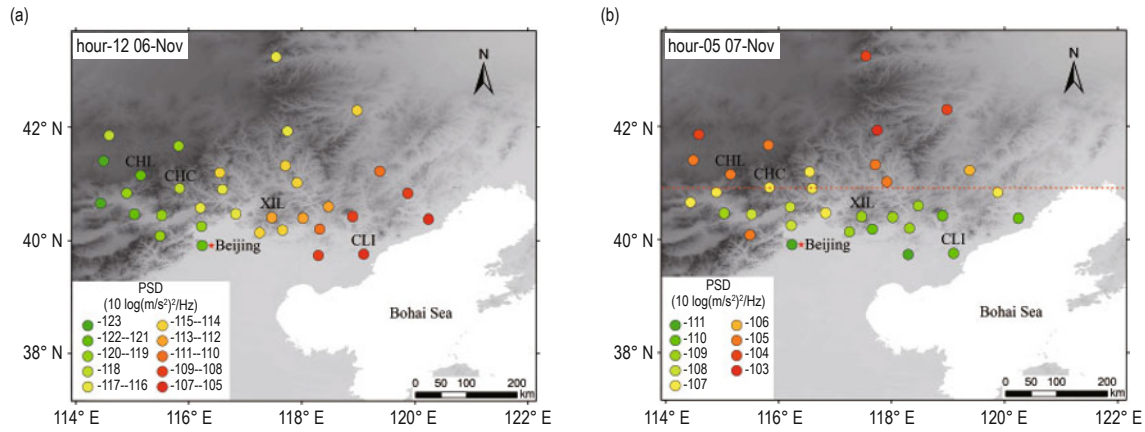 (a)
hour-12 06-Nov
N
42° N
40° N
38° N
CHL
CHC
XIL
Beijing
CLI
Bohai Sea
PSD
(10 log(m/s²)²/Hz)
-123 -115--114
-122--121 -113--112
-120--119 -111--110
-118 -109--108
-117--116 -107--105
0 50 100 200
km
114° E 116° E 118° E 120° E 122° E
(b)
hour-05 07-Nov
N
42° N
40° N
38° N
CHL
CHC
XIL
Beijing
CLI
Bohai Sea
PSD
(10 log(m/s²)²/Hz)
-111 -106
-110 -105
-109 -104
-108 -103
-107
0 50 100 200
km
114° E 116° E 118° E 120° E 122° E